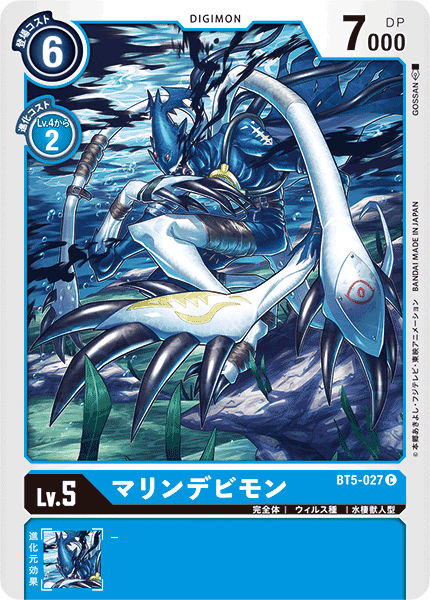 登場コスト
6
DIGIMON
DP
7000
進化コスト
Lv.4から
2
GOSSAN
© 本郷あきよし・フジテレビ・東映アニメーション BANDAI MADE IN JAPAN
Lv.5
マリンデビモン
BT5-027 C
完全体 | ウィルス種 | 水棲獣人型
進化元効果
－